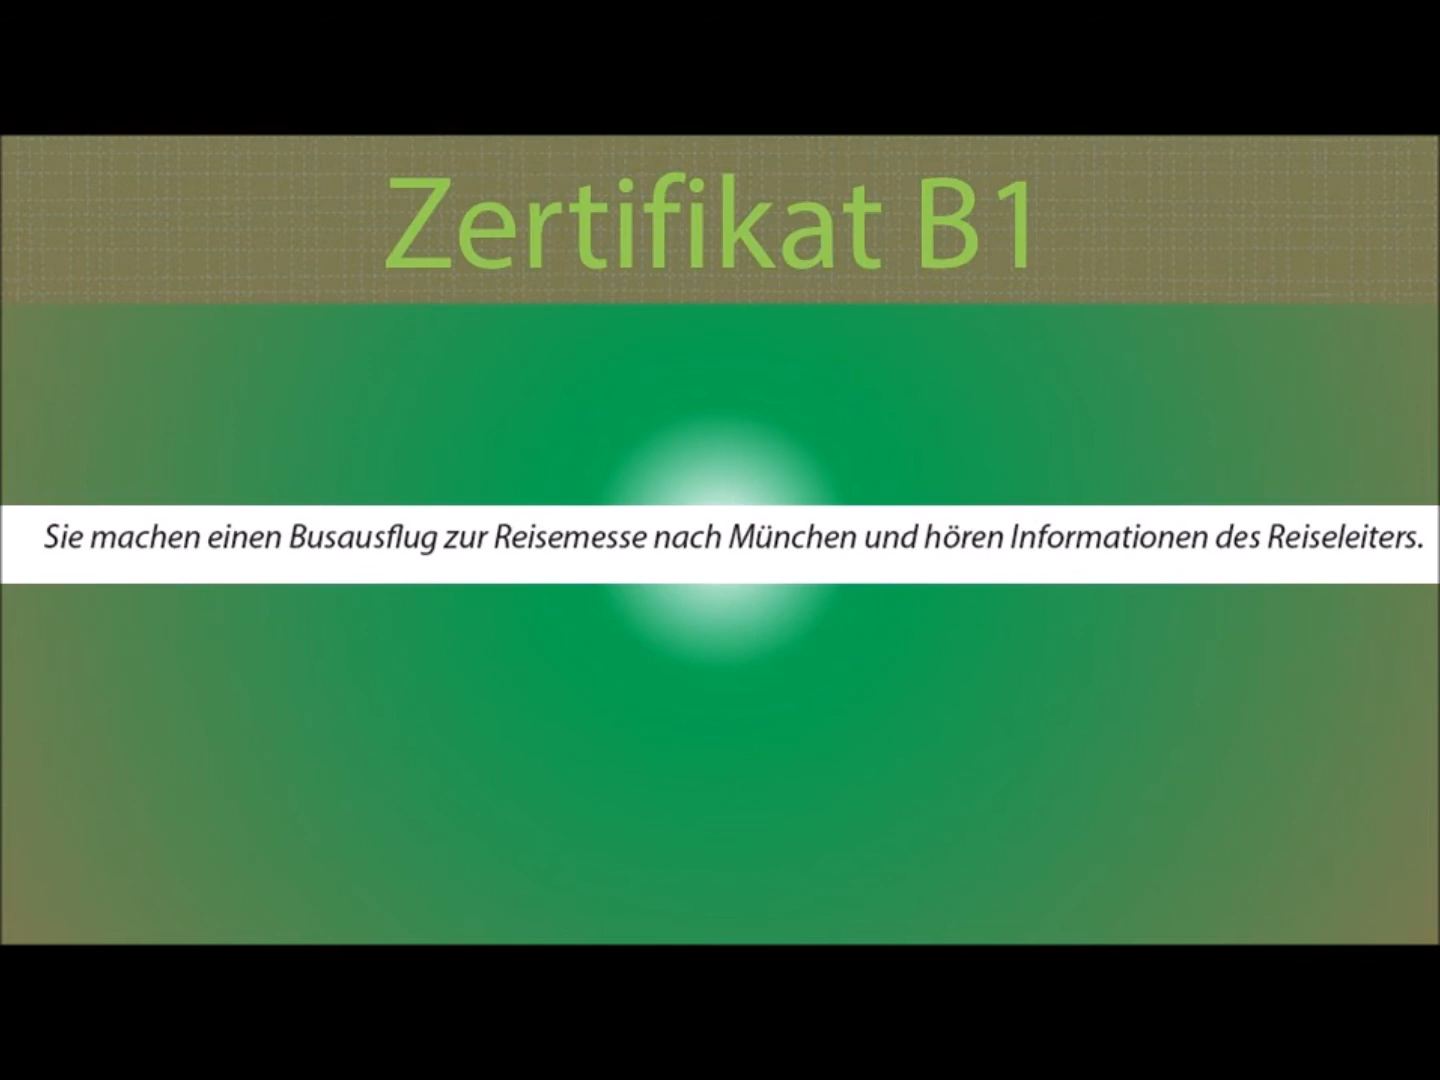 Zertifikat B1
Sie machen einen Busausflug zur Reisemesse nach München und hören Informationen des Reiseleiters.